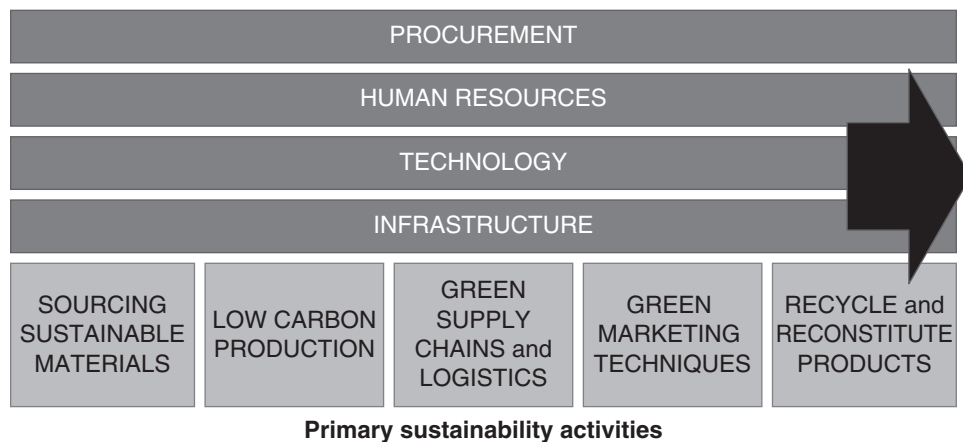 PROCUREMENT
HUMAN RESOURCES
TECHNOLOGY
INFRASTRUCTURE
SOURCING
SUSTAINABLE
MATERIALS
LOW CARBON
PRODUCTION
GREEN
SUPPLY
CHAINS and
LOGISTICS
GREEN
MARKETING
TECHNIQUES
RECYCLE and
RECONSTITUTE
PRODUCTS
Primary sustainability activities